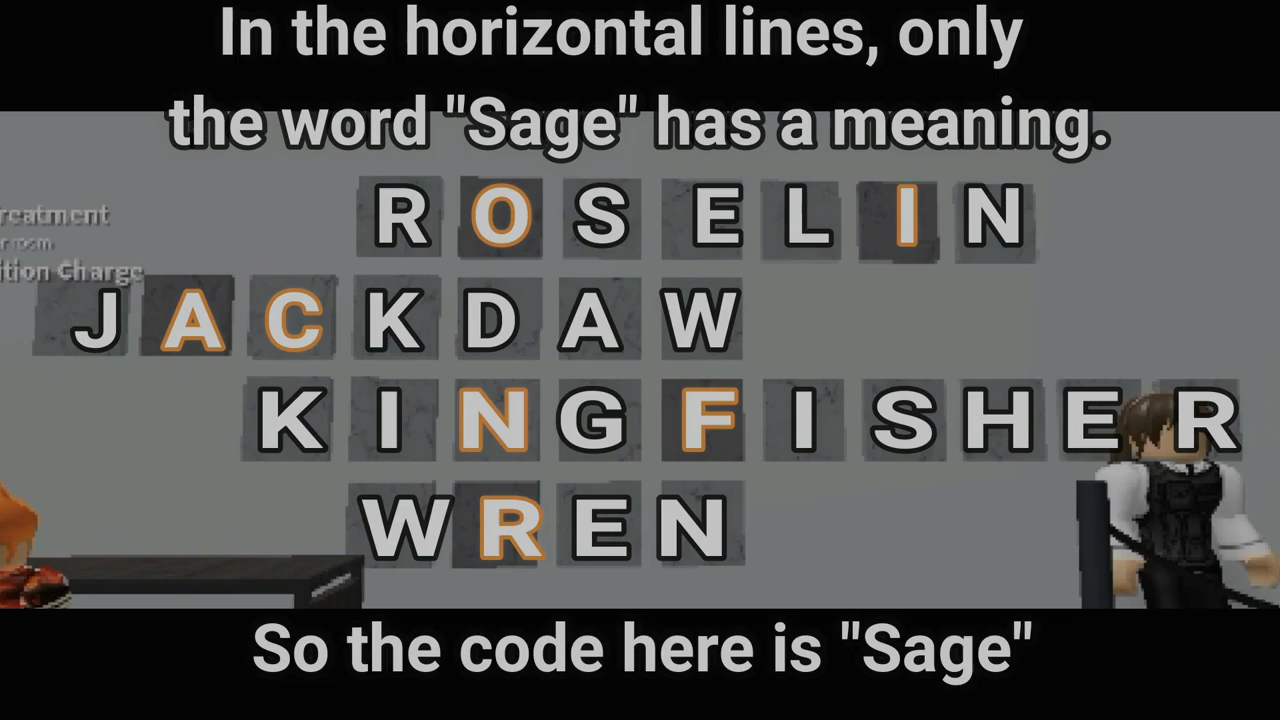 In the horizontal lines, only
the word "Sage" has a meaning.
ROSELIN
JACKDAW
KINGFISHER
WREN
So the code here is "Sage"